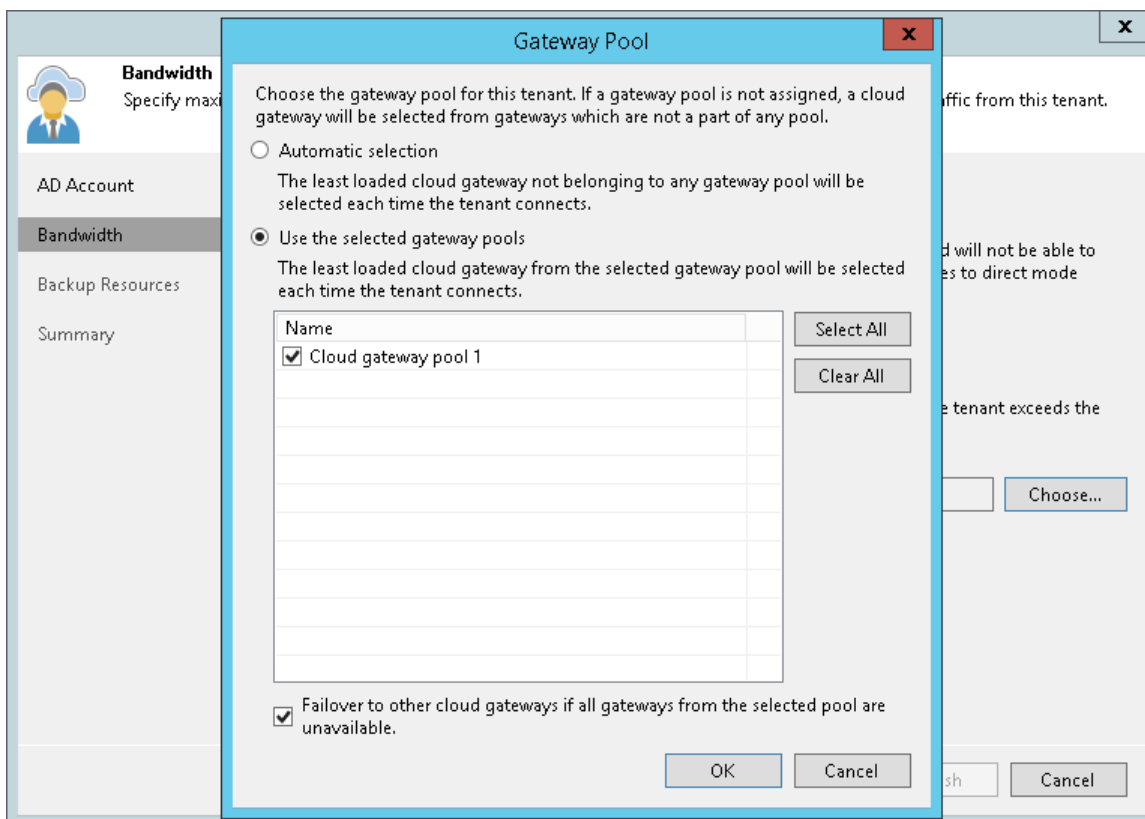 Gateway Pool
x
x
Bandwidth
Specify maxi
ffic from this tenant.
AD Account
Bandwidth
Backup Resources
Summary
Choose the gateway pool for this tenant. If a gateway pool is not assigned, a cloud
gateway will be selected from gateways which are not a part of any pool.
Automatic selection
The least loaded cloud gateway not belonging to any gateway pool will be
selected each time the tenant connects.
Use the selected gateway pools
The least loaded cloud gateway from the selected gateway pool will be selected
each time the tenant connects.
Name
Cloud gateway pool 1
Select All
Clear All
Failover to other cloud gateways if all gateways from the selected pool are
unavailable.
OK
Cancel
d will not be able to
es to direct mode
e tenant exceeds the
Choose...
sh
Cancel